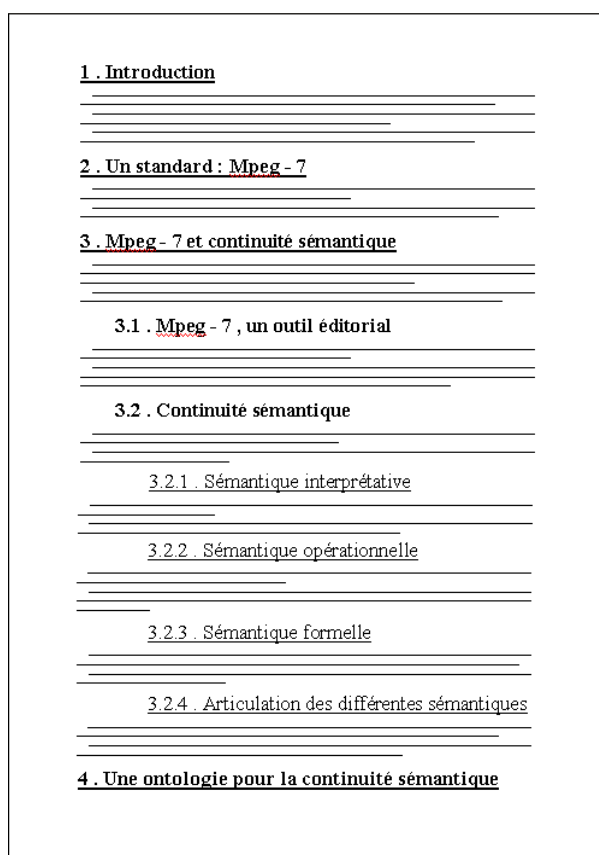 1 . Introduction
2 . Un standard : Mpeg - 7
3 . Mpeg - 7 et continuité sémantique
3.1 . Mpeg - 7 , un outil éditorial
3.2 . Continuité sémantique
3.2.1 . Sémantique interprétative
3.2.2 . Sémantique opérationnelle
3.2.3 . Sémantique formelle
3.2.4 . Articulation des différentes sémantiques
4 . Une ontologie pour la continuité sémantique